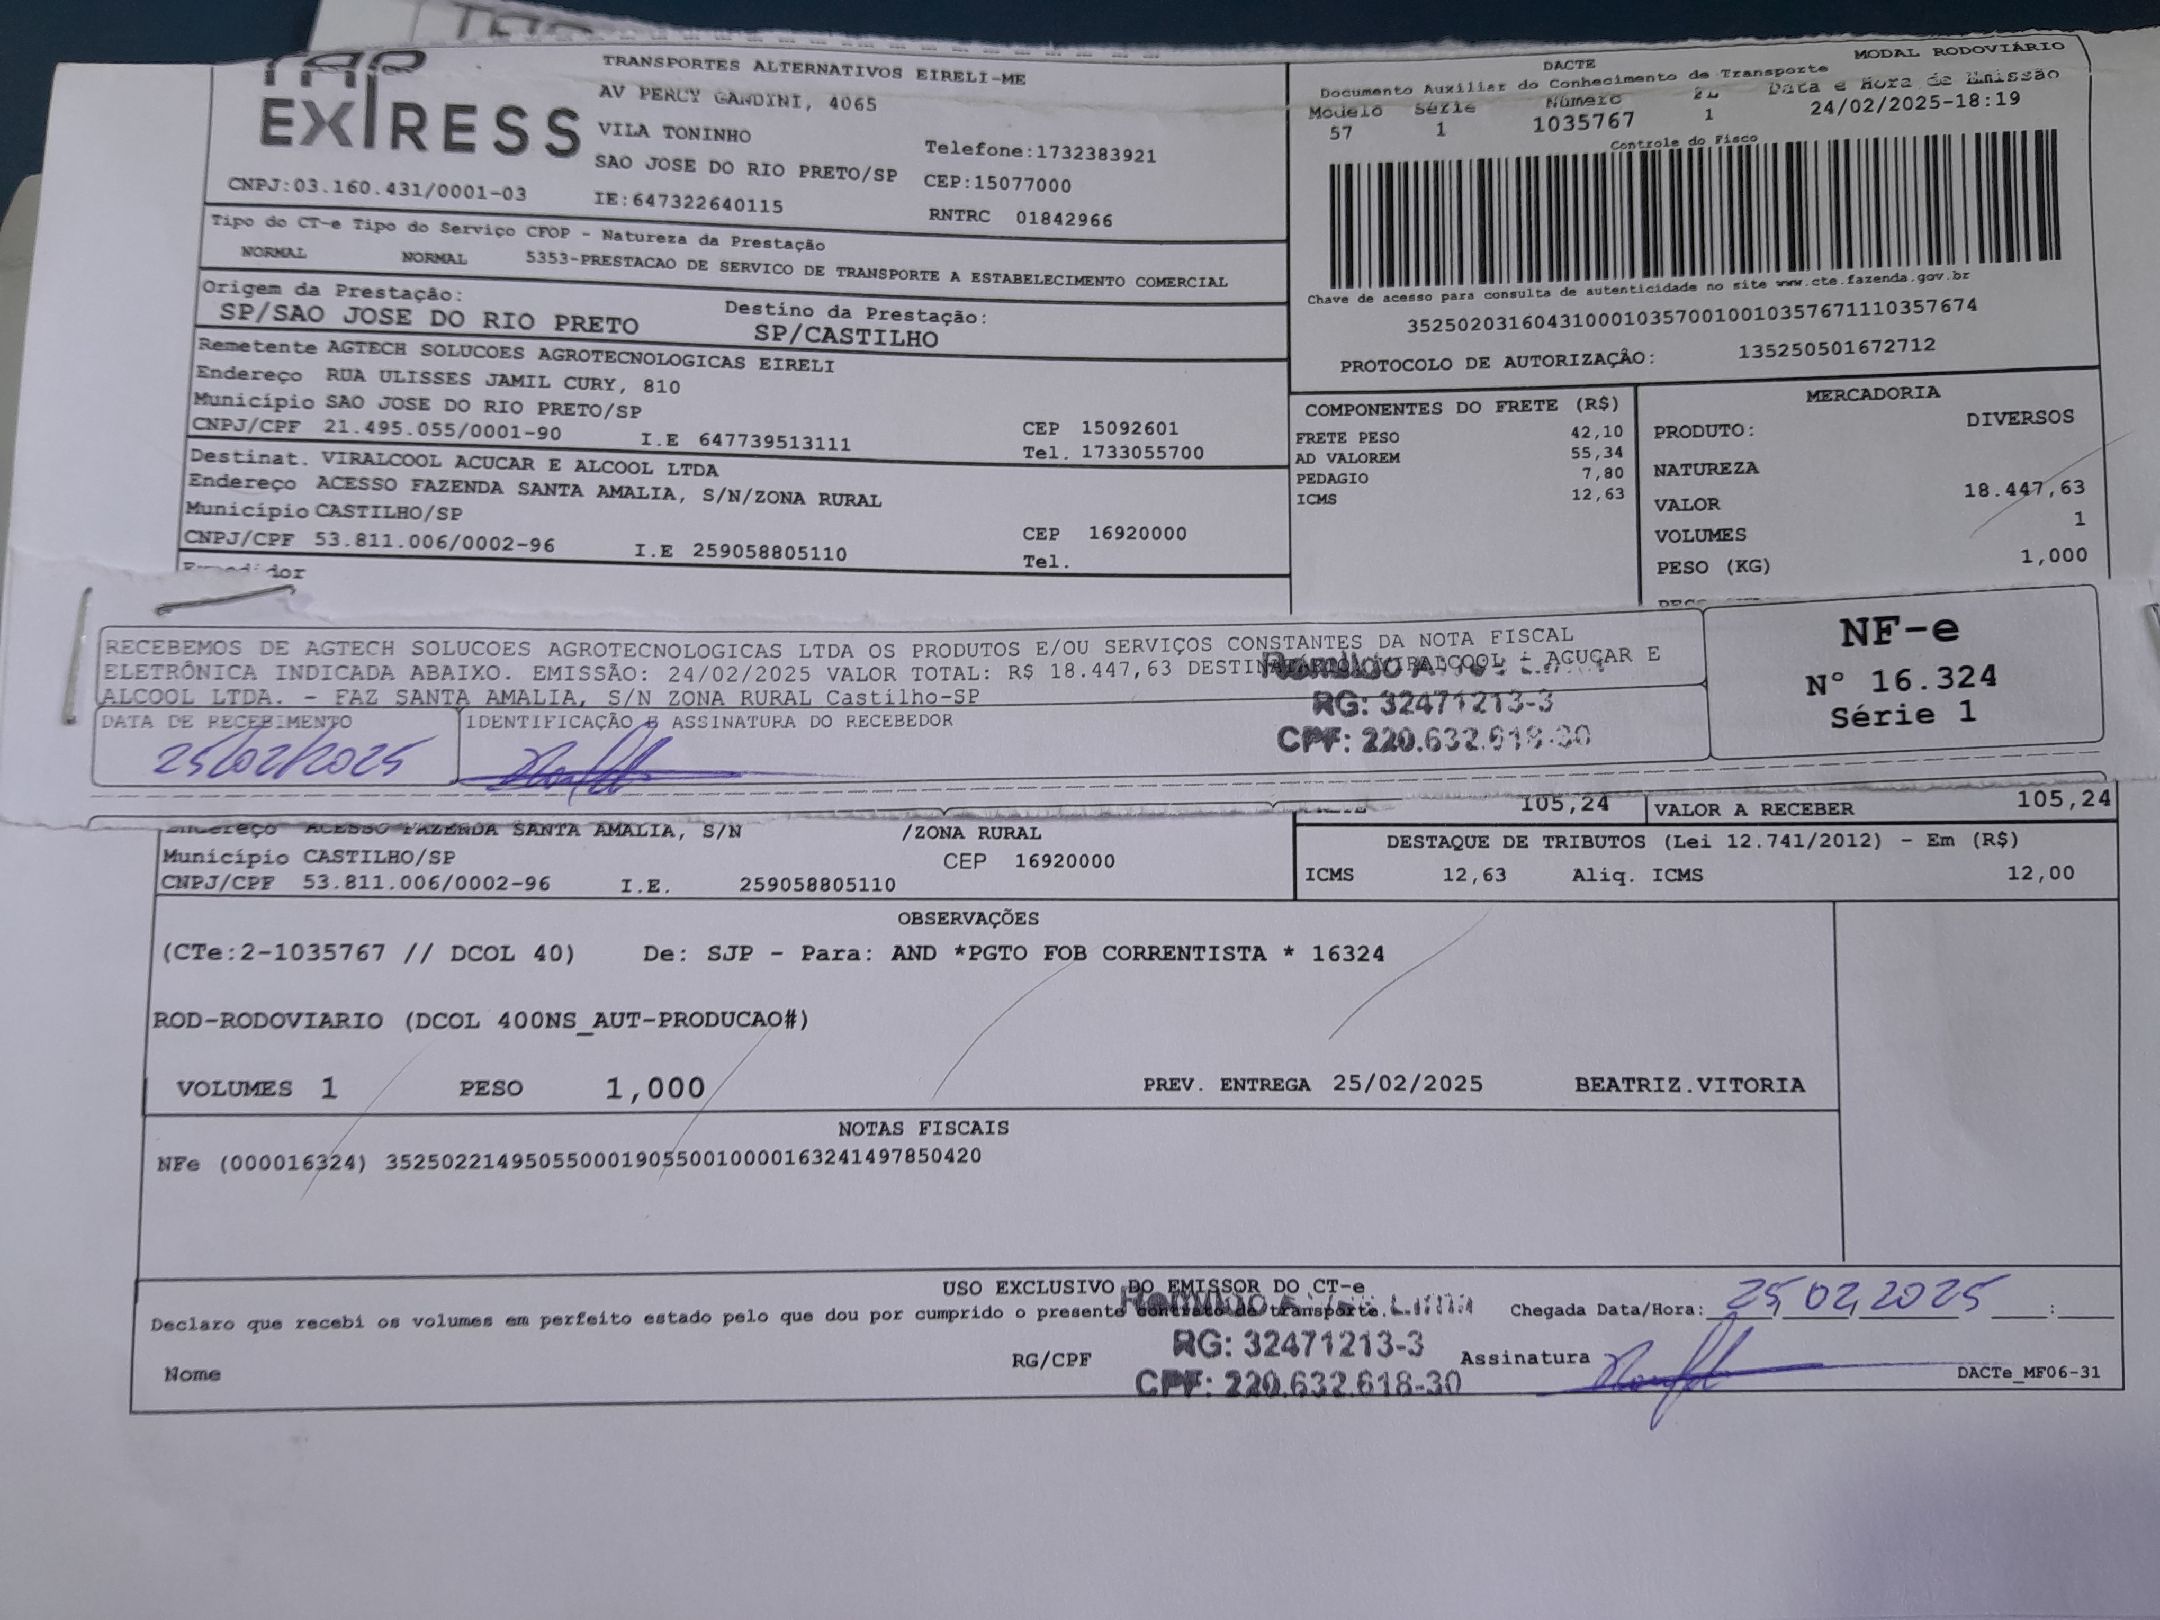 TAP
EXPRESS
TRANSPORTES ALTERNATIVOS EIRELI-ME
AV PERCY GANDINI, 4065
VILA TONINHO
Telefone:1732383921
SAO JOSE DO RIO PRETO/SP CEP:15077000
CNPJ:03.160.431/0001-03 IE:647322640115 RNTRC 01842966
DACTE MODAL RODOVIÁRIO
Documento Auxiliar do Conhecimento de Transporte
Modelo Série Número FL Data e Hora de Emissão
57 1 1035767 1 24/02/2025-18:19
Controle do Fisco
Chave de acesso para consulta de autenticidade no site www.cte.fazenda.gov.br
35250203160431000103570010010357671110357674
PROTOCOLO DE AUTORIZAÇÃO: 135250501672712
Tipo do CT-e Tipo do Serviço CFOP - Natureza da Prestação
NORMAL NORMAL 5353-PRESTACAO DE SERVICO DE TRANSPORTE A ESTABELECIMENTO COMERCIAL
Origem da Prestação: Destino da Prestação:
SP/SAO JOSE DO RIO PRETO SP/CASTILHO
Remetente AGTECH SOLUCOES AGROTECNOLOGICAS EIRELI
Endereço RUA ULISSES JAMIL CURY, 810
Município SAO JOSE DO RIO PRETO/SP CEP 15092601
CNPJ/CPF 21.495.055/0001-90 I.E 647739513111 Tel. 1733055700
Destinat. VIRALCOOL ACUCAR E ALCOOL LTDA
Endereço ACESSO FAZENDA SANTA AMALIA, S/N/ZONA RURAL
Município CASTILHO/SP CEP 16920000
CNPJ/CPF 53.811.006/0002-96 I.E 259058805110 Tel.
COMPONENTES DO FRETE (R$)
FRETE PESO 42,10
AD VALOREM 55,34
PEDAGIO 7,80
ICMS 12,63
MERCADORIA
PRODUTO: DIVERSOS
NATUREZA
VALOR 18.447,63
VOLUMES 1
PESO (KG) 1,000
RECEBEMOS DE AGTECH SOLUCOES AGROTECNOLOGICAS LTDA OS PRODUTOS E/OU SERVIÇOS CONSTANTES DA NOTA FISCAL
ELETRÔNICA INDICADA ABAIXO. EMISSÃO: 24/02/2025 VALOR TOTAL: R$ 18.447,63 DESTINATÁRIO: VIRALCOOL - AÇUCAR E
ALCOOL LTDA. - FAZ SANTA AMALIA, S/N ZONA RURAL Castilho-SP
RG: 32471213-3
CPF: 220.632.618-30
DATA DE RECEBIMENTO IDENTIFICAÇÃO E ASSINATURA DO RECEBEDOR
25/02/2025
NF-e
Nº 16.324
Série 1
105,24 VALOR A RECEBER 105,24
Endereço ACESSO FAZENDA SANTA AMALIA, S/N /ZONA RURAL
Município CASTILHO/SP CEP 16920000
CNPJ/CPF 53.811.006/0002-96 I.E. 259058805110
DESTAQUE DE TRIBUTOS (Lei 12.741/2012) - Em (R$)
ICMS 12,63 Aliq. ICMS 12,00
OBSERVAÇÕES
(CTe:2-1035767 // DCOL 40) De: SJP - Para: AND *PGTO FOB CORRENTISTA * 16324
ROD-RODOVIARIO (DCOL 400NS_AUT-PRODUCAO#)
VOLUMES 1 PESO 1,000 PREV. ENTREGA 25/02/2025 BEATRIZ.VITORIA
NOTAS FISCAIS
NFe (000016324) 35250221495055000190550010000163241497850420
USO EXCLUSIVO DO EMISSOR DO CT-e
Declaro que recebi os volumes em perfeito estado pelo que dou por cumprido o presente contrato de transporte. Chegada Data/Hora: 25/02/2025 :
RG: 32471213-3
CPF: 220.632.618-30
Nome RG/CPF Assinatura DACTe_MF06-31